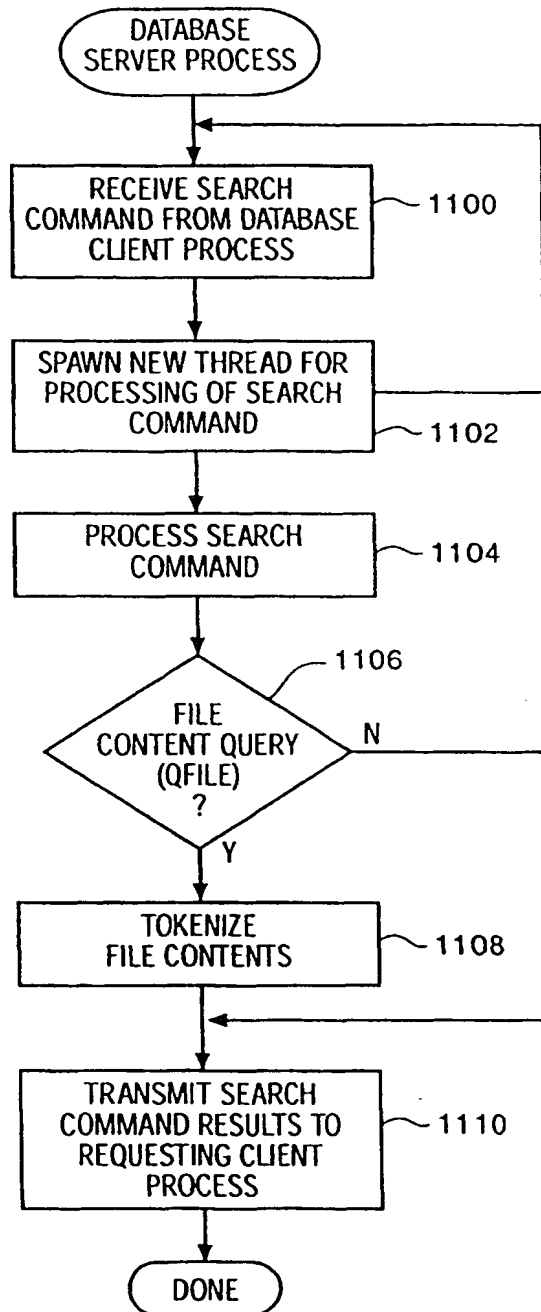 DATABASE
SERVER PROCESS
RECEIVE SEARCH
COMMAND FROM DATABASE
CLIENT PROCESS
1100
SPAWN NEW THREAD FOR
PROCESSING OF SEARCH
COMMAND
1102
PROCESS SEARCH
COMMAND
1104
1106
FILE
CONTENT QUERY
(QFILE)
?
N
Y
TOKENIZE
FILE CONTENTS
1108
TRANSMIT SEARCH
COMMAND RESULTS TO
REQUESTING CLIENT
PROCESS
1110
DONE